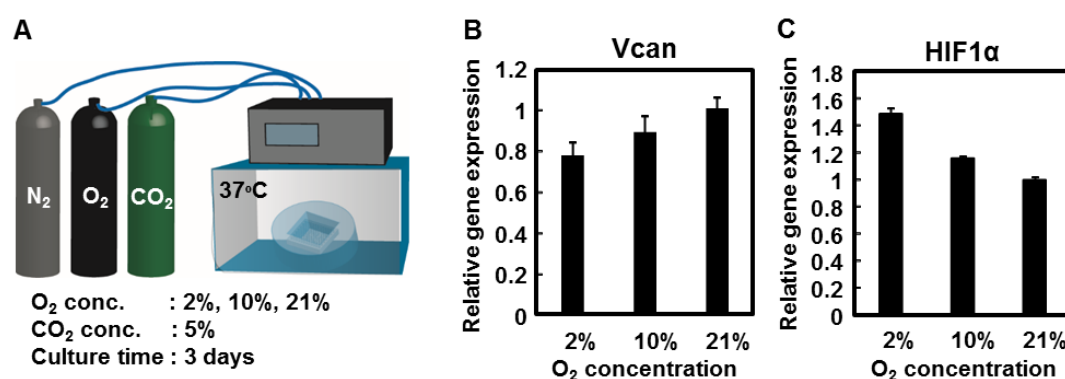 A
N₂
O₂
CO₂
37°C
O₂ conc. : 2%, 10%, 21%
CO₂ conc. : 5%
Culture time : 3 days
B
Vcan
Relative gene expression
1.2
1
0.8
0.6
0.4
0.2
0
2% 10% 21%
O₂ concentration
C
HIF1α
Relative gene expression
1.8
1.6
1.4
1.2
1.2
0.8
0.6
0.4
0.2
0
2% 10% 21%
O₂ concentration